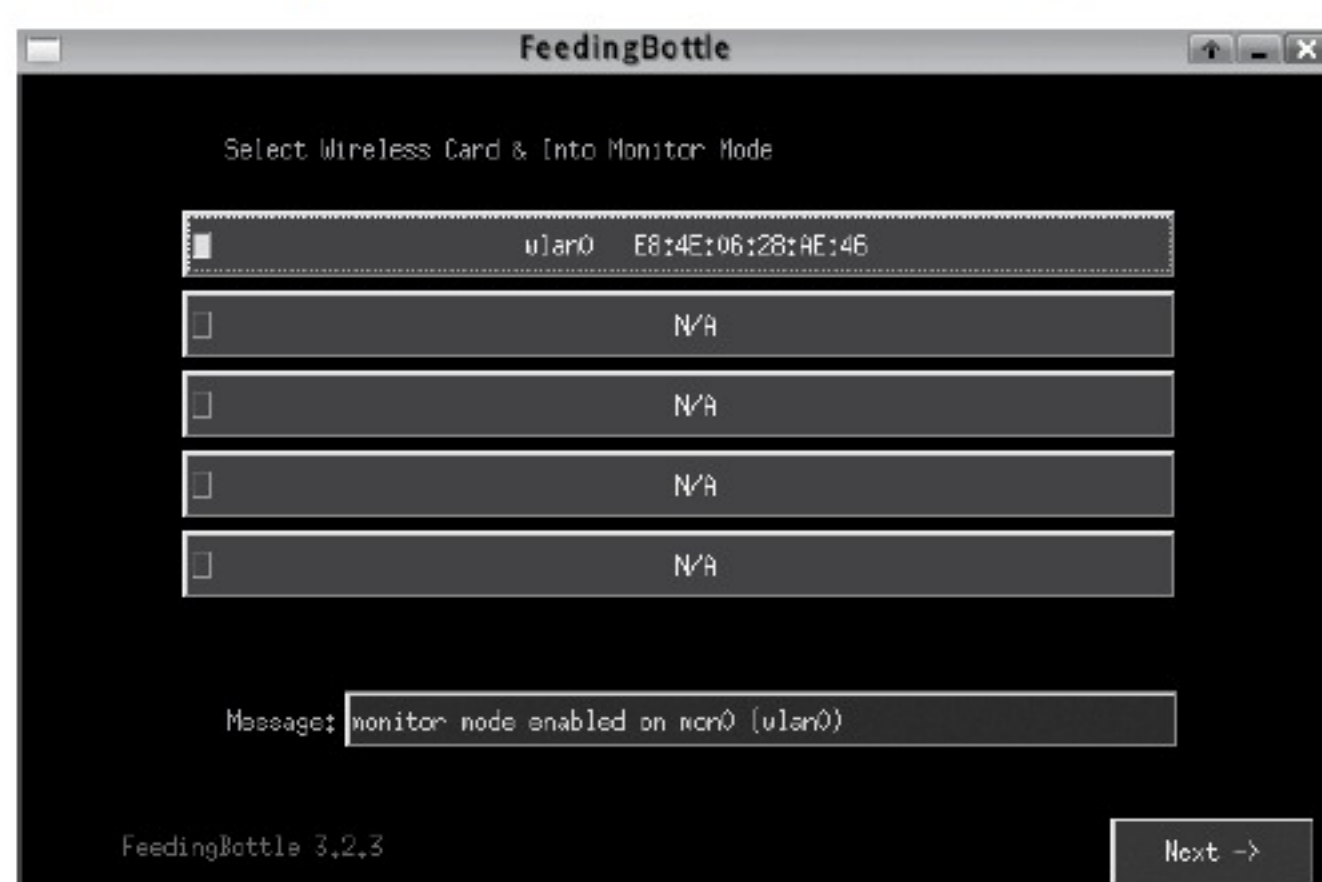 FeedingBottle
Select Wireless Card & Into Monitor Mode
wlan0 E8:4E:06:28:AE:46
N/A
N/A
N/A
N/A
Message: monitor mode enabled on mon0 (wlan0)
FeedingBottle 3.2.3
Next ->